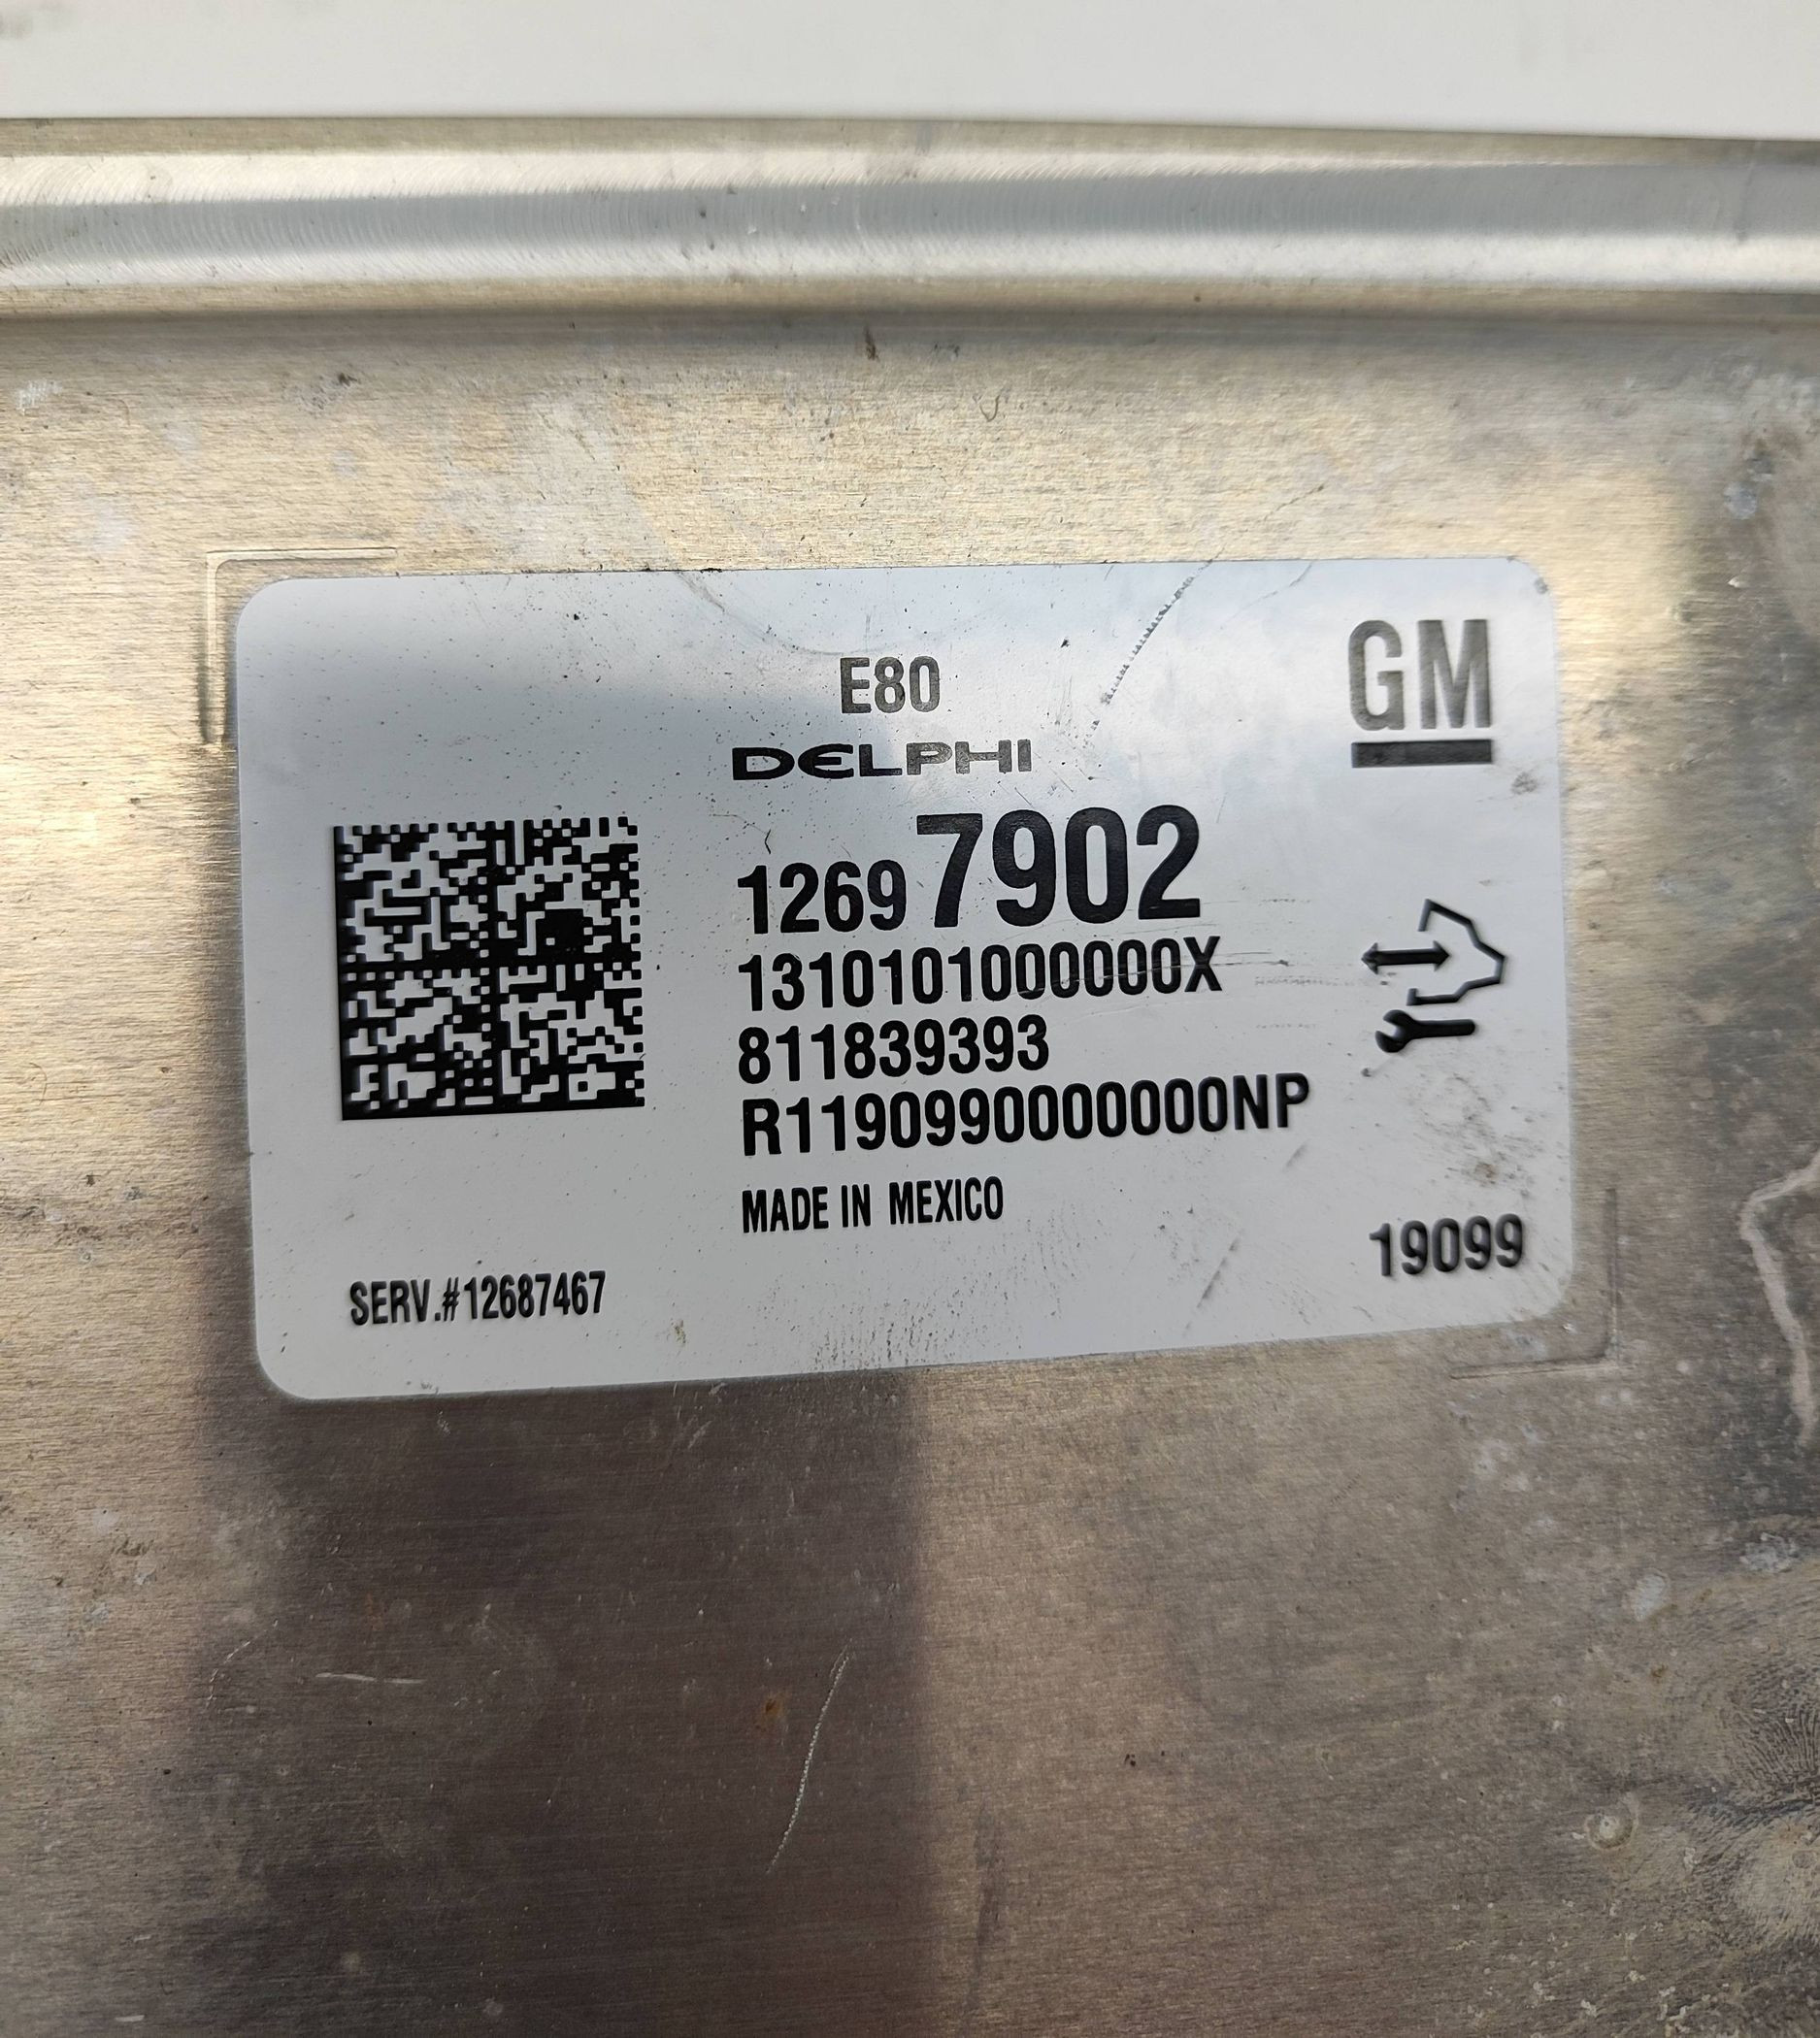 E80
GM
DELPHI
12697902
1310101000000X
811839393
R1190990000000NP
MADE IN MEXICO
19099
SERV.#12687467